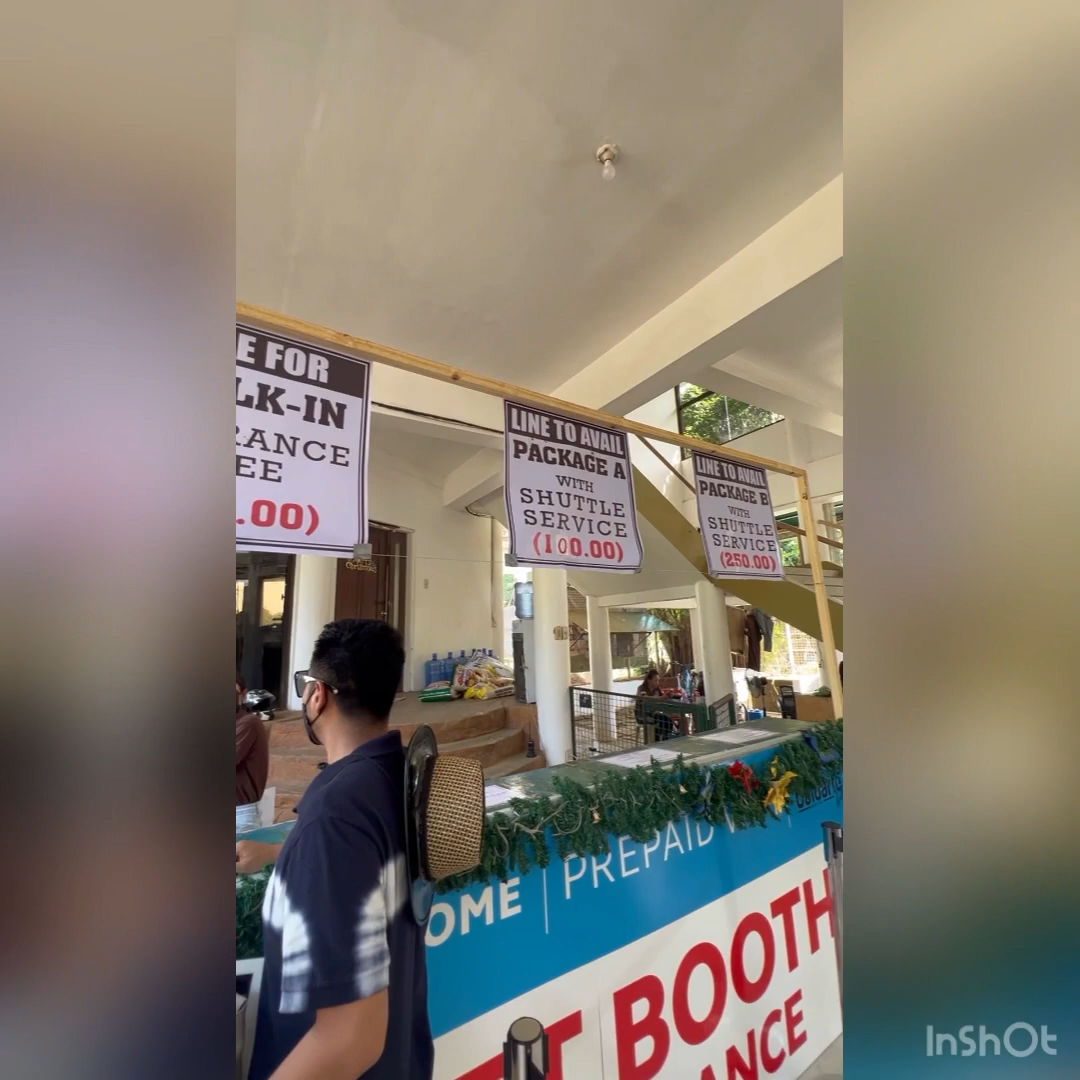 E FOR
LK-IN
RANCE
EE
.00)
LINE TO AVAIL
PACKAGE A
WITH
SHUTTLE
SERVICE
(100.00)
LINE TO AVAIL
PACKAGE B
WITH
SHUTTLE
SERVICE
(250.00)
OME | PREPAID
T BOOTH
ANCE
InShOt